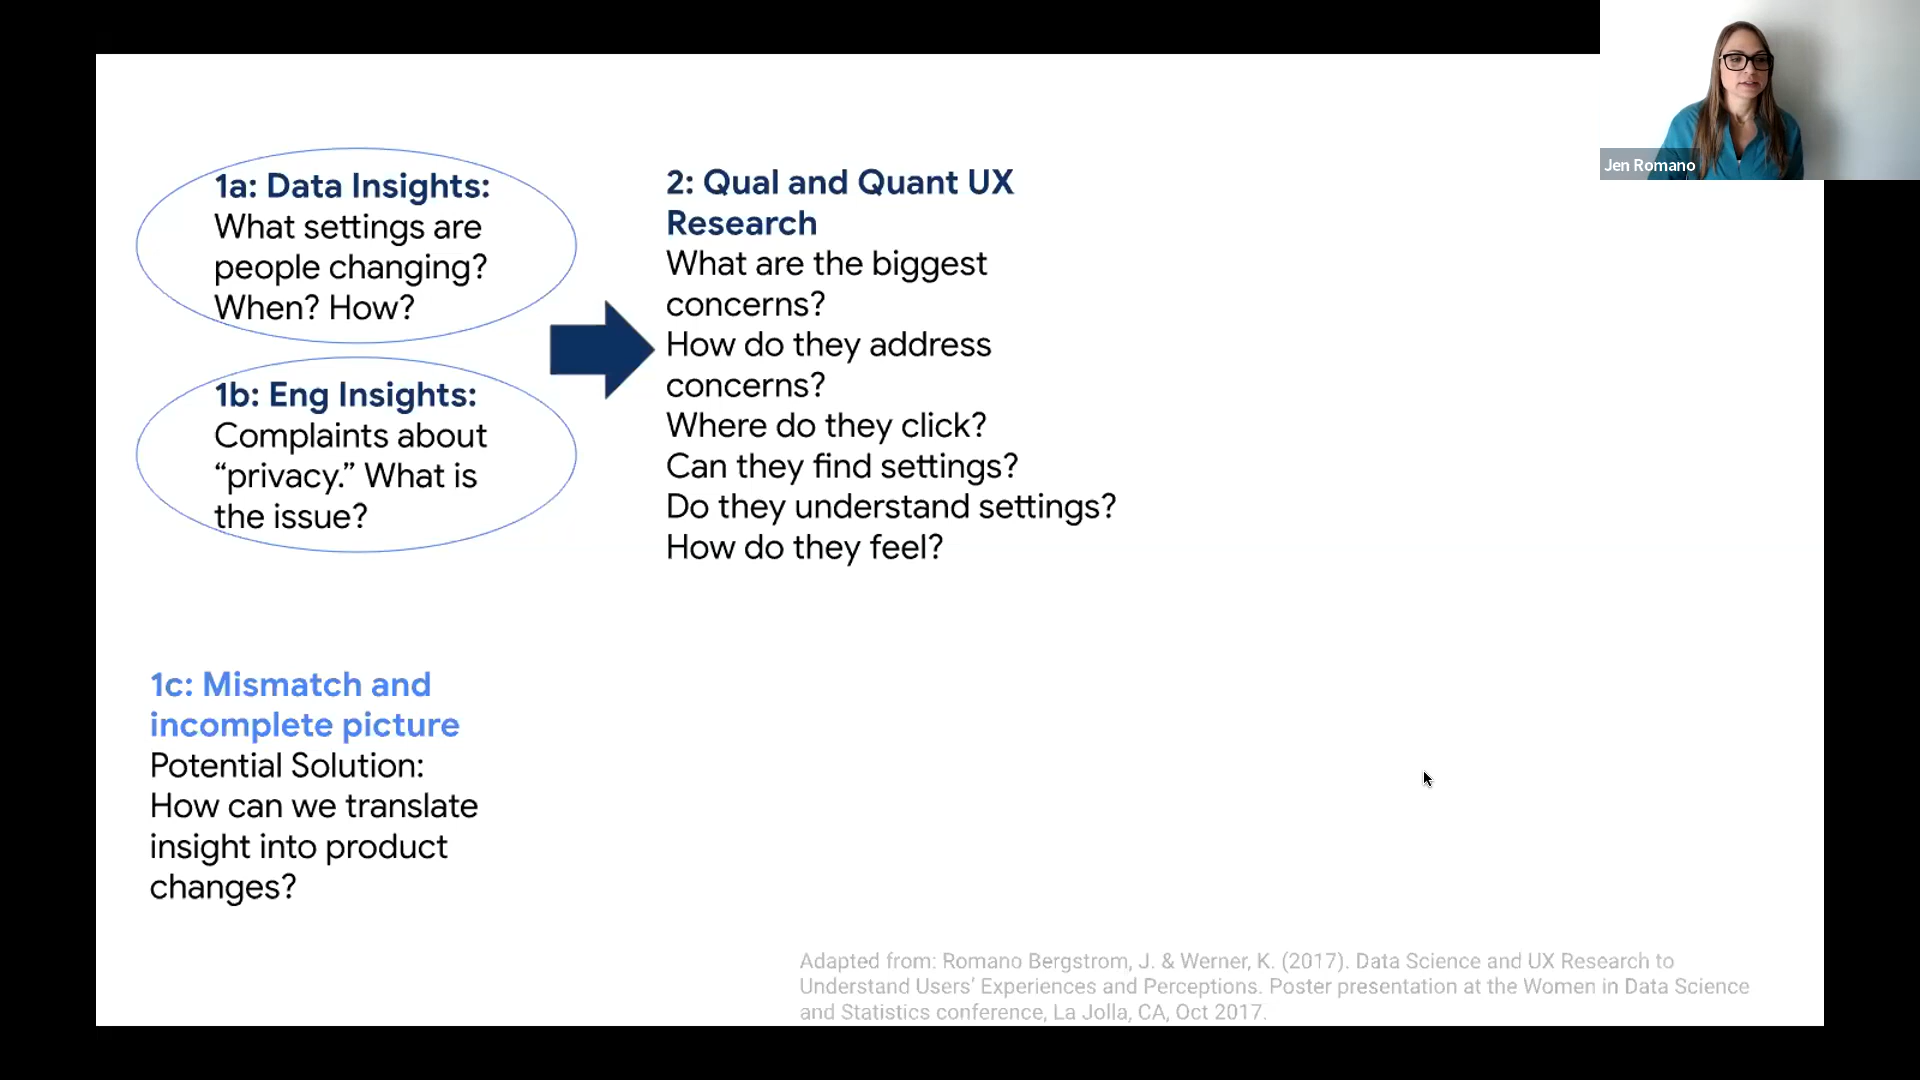 Jen Romano
1a: Data Insights:
What settings are
people changing?
When? How?
1b: Eng Insights:
Complaints about
“privacy.” What is
the issue?
2: Qual and Quant UX
Research
What are the biggest
concerns?
How do they address
concerns?
Where do they click?
Can they find settings?
Do they understand settings?
How do they feel?
1c: Mismatch and
incomplete picture
Potential Solution:
How can we translate
insight into product
changes?
Adapted from: Romano Bergstrom, J. & Werner, K. (2017). Data Science and UX Research to
Understand Users’ Experiences and Perceptions. Poster presentation at the Women in Data Science
and Statistics conference, La Jolla, CA, Oct 2017.